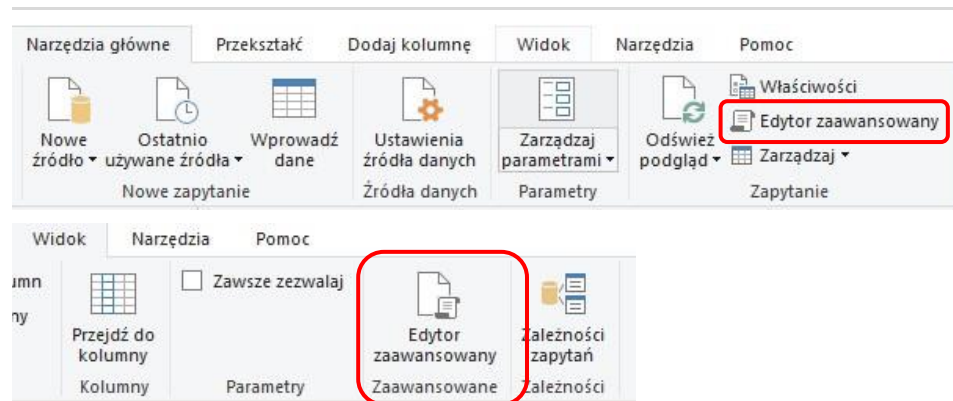 Narzędzia główne Przekształć Dodaj kolumnę Widok Narzędzia Pomoc
Nowe źródło Ostatnio używane źródła Wprowadź dane
Nowe zapytanie
Ustawienia źródła danych
Źródła danych
Zarządzaj parametrami
Parametry
Odśwież podgląd
Właściwości
Edytor zaawansowany
Zarządzaj
Zapytanie
Widok Narzędzia Pomoc
umn
ny
Przejdź do kolumny
Kolumny
Zawsze zezwalaj
Parametry
Edytor zaawansowany
Zaawansowane
Zależności zapytań
Zależności